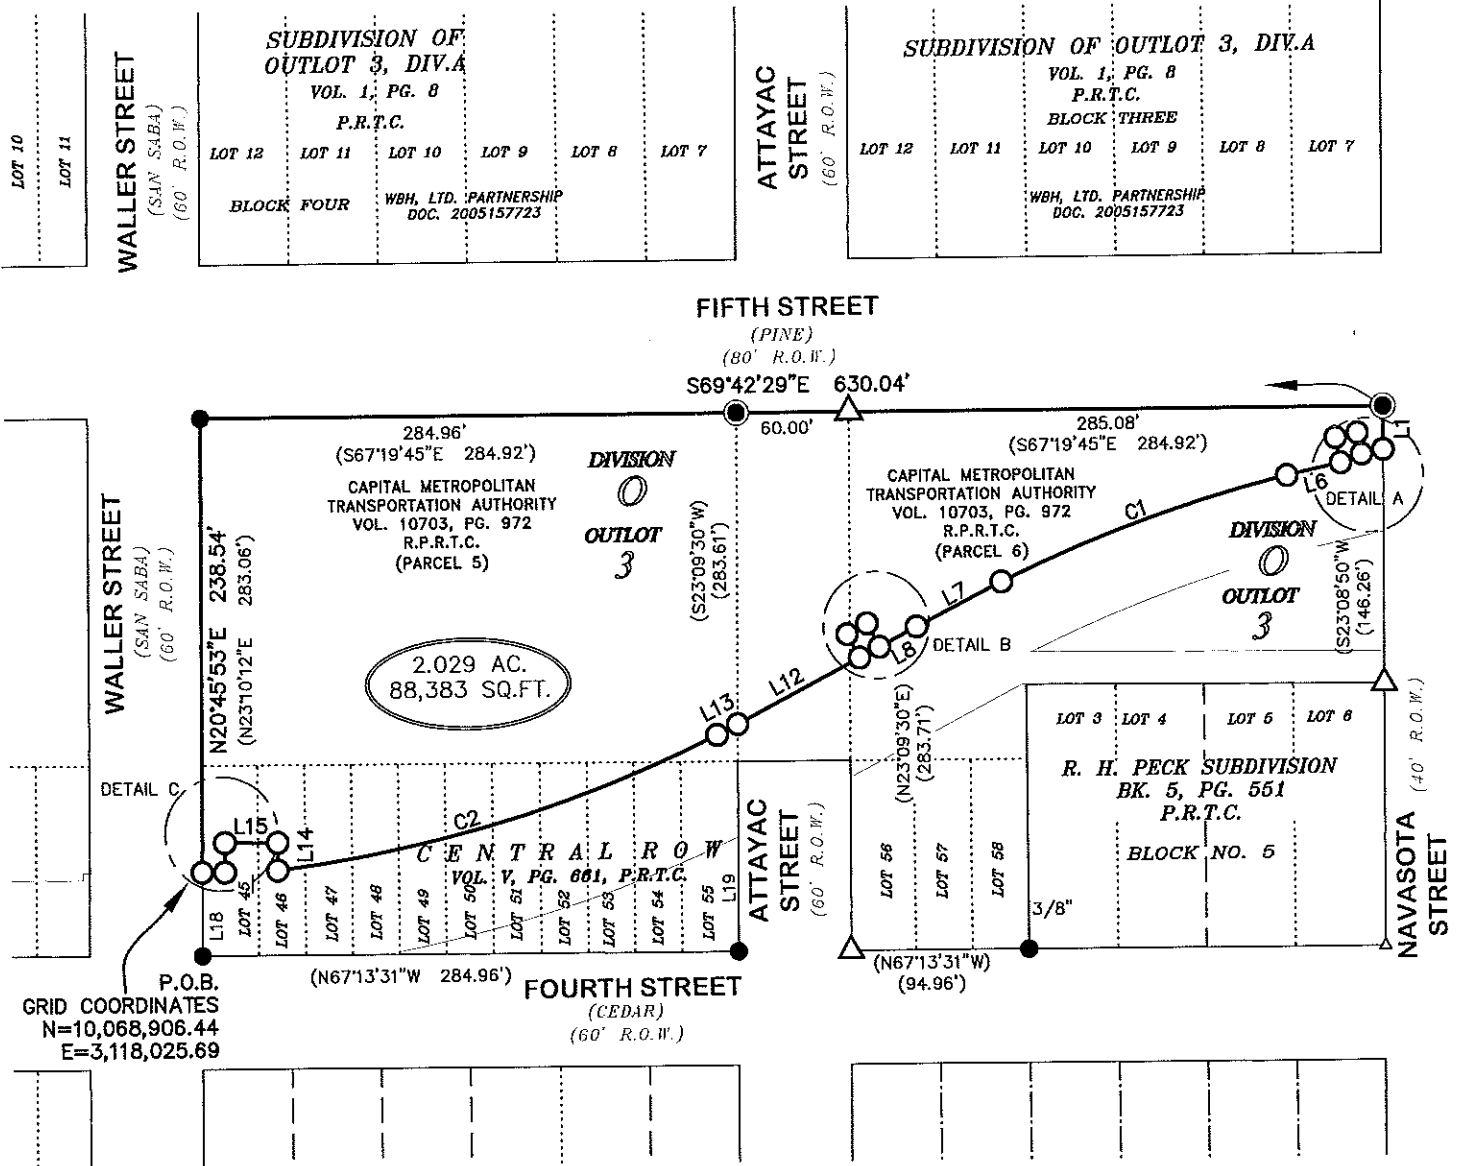 SUBDIVISION OF
OUTLOT 3, DIV.A
VOL. 1, PG. 8
P.R.T.C.
LOT 10
LOT 11
WALLER STREET
(SAN SABA)
(60' R.O.W.)
LOT 12
LOT 11
LOT 10
LOT 9
LOT 8
LOT 7
BLOCK FOUR
WBH, LTD. PARTNERSHIP
DOC. 2005157723
ATTAYAC
STREET
(60' R.O.W.)
SUBDIVISION OF OUTLOT 3, DIV.A
VOL. 1, PG. 8
P.R.T.C.
BLOCK THREE
LOT 12
LOT 11
LOT 10
LOT 9
LOT 8
LOT 7
WBH, LTD. PARTNERSHIP
DOC. 2005157723
FIFTH STREET
(PINE)
(80' R.O.W.)
S69°42'29"E 630.04'
284.96'
(S67°19'45"E 284.92')
60.00'
285.08'
(S67°19'45"E 284.92')
L1
L6
DETAIL A
CAPITAL METROPOLITAN
TRANSPORTATION AUTHORITY
VOL. 10703, PG. 972
R.P.R.T.C.
(PARCEL 5)
DIVISION
O
OUTLOT
3
(S23°09'30"W)
(283.61')
CAPITAL METROPOLITAN
TRANSPORTATION AUTHORITY
VOL. 10703, PG. 972
R.P.R.T.C.
(PARCEL 6)
C1
DIVISION
O
OUTLOT
3
(S23°08'50"W
(146.26')
WALLER STREET
(SAN SABA)
(60' R.O.W.)
N20°45'53"E 238.54'
(N23°10'12"E 283.06')
2.029 AC.
88,383 SQ.FT.
L7
L8
DETAIL B
L12
L13
(N23°09'30"E)
(283.71')
LOT 3
LOT 4
LOT 5
LOT 6
R. H. PECK SUBDIVISION
BK. 5, PG. 551
P.R.T.C.
BLOCK NO. 5
(40' R.O.W.)
NAVASOTA
STREET
DETAIL C
L15
L14
C2
CENTRAL ROW
VOL. V, PG. 661, P.R.T.C.
L18
LOT 45
LOT 46
LOT 47
LOT 48
LOT 49
LOT 50
LOT 51
LOT 52
LOT 53
LOT 54
LOT 55
L19
ATTAYAC
STREET
(60' R.O.W.)
LOT 56
LOT 57
LOT 58
3/8"
P.O.B.
GRID COORDINATES
N=10,068,906.44
E=3,118,025.69
(N67°13'31"W 284.96')
FOURTH STREET
(CEDAR)
(60' R.O.W.)
(N67°13'31"W)
(94.96')